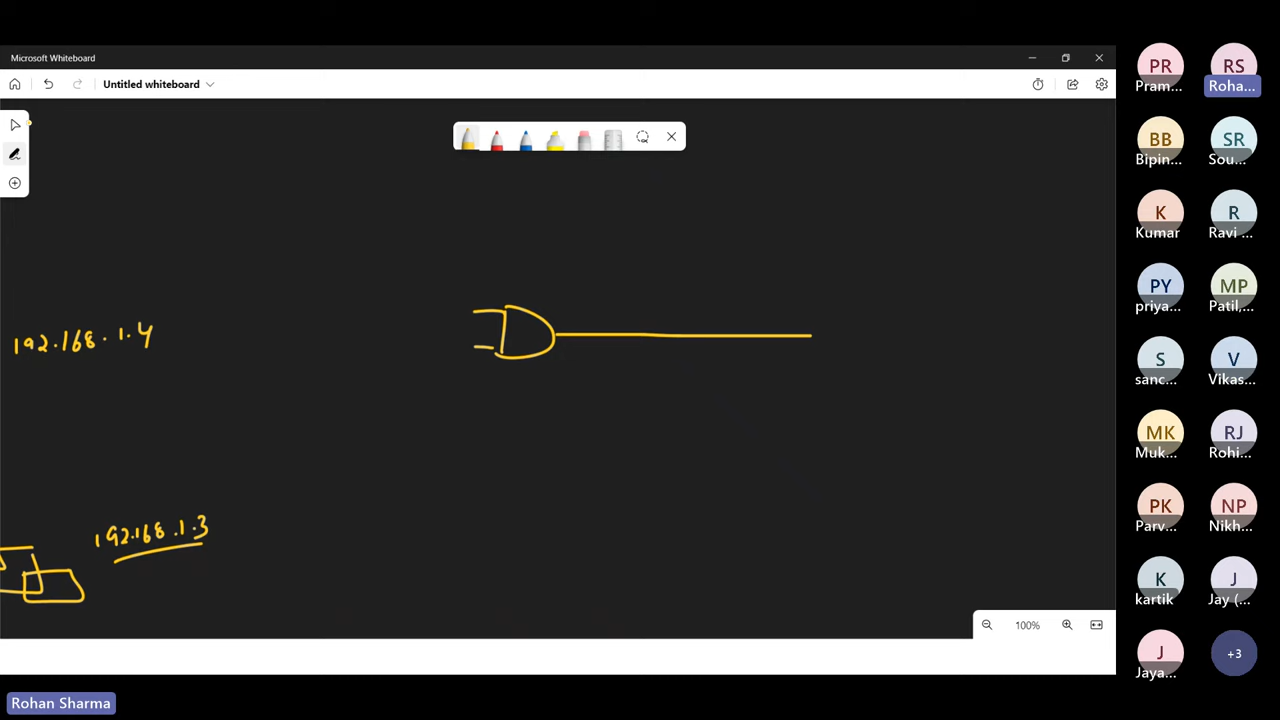 Microsoft Whiteboard
Untitled whiteboard
192.168.1.4
192.168.1.3
100%
PR
Pram...
RS
Roha...
BB
Bipin...
SR
Sou...
K
Kumar
R
Ravi ...
PY
priya...
MP
Patil,...
S
sanc...
V
Vikas...
MK
Muk...
RJ
Rohi...
PK
Parv...
NP
Nikh...
K
kartik
J
Jay (...
J
Jaya...
+3
Rohan Sharma